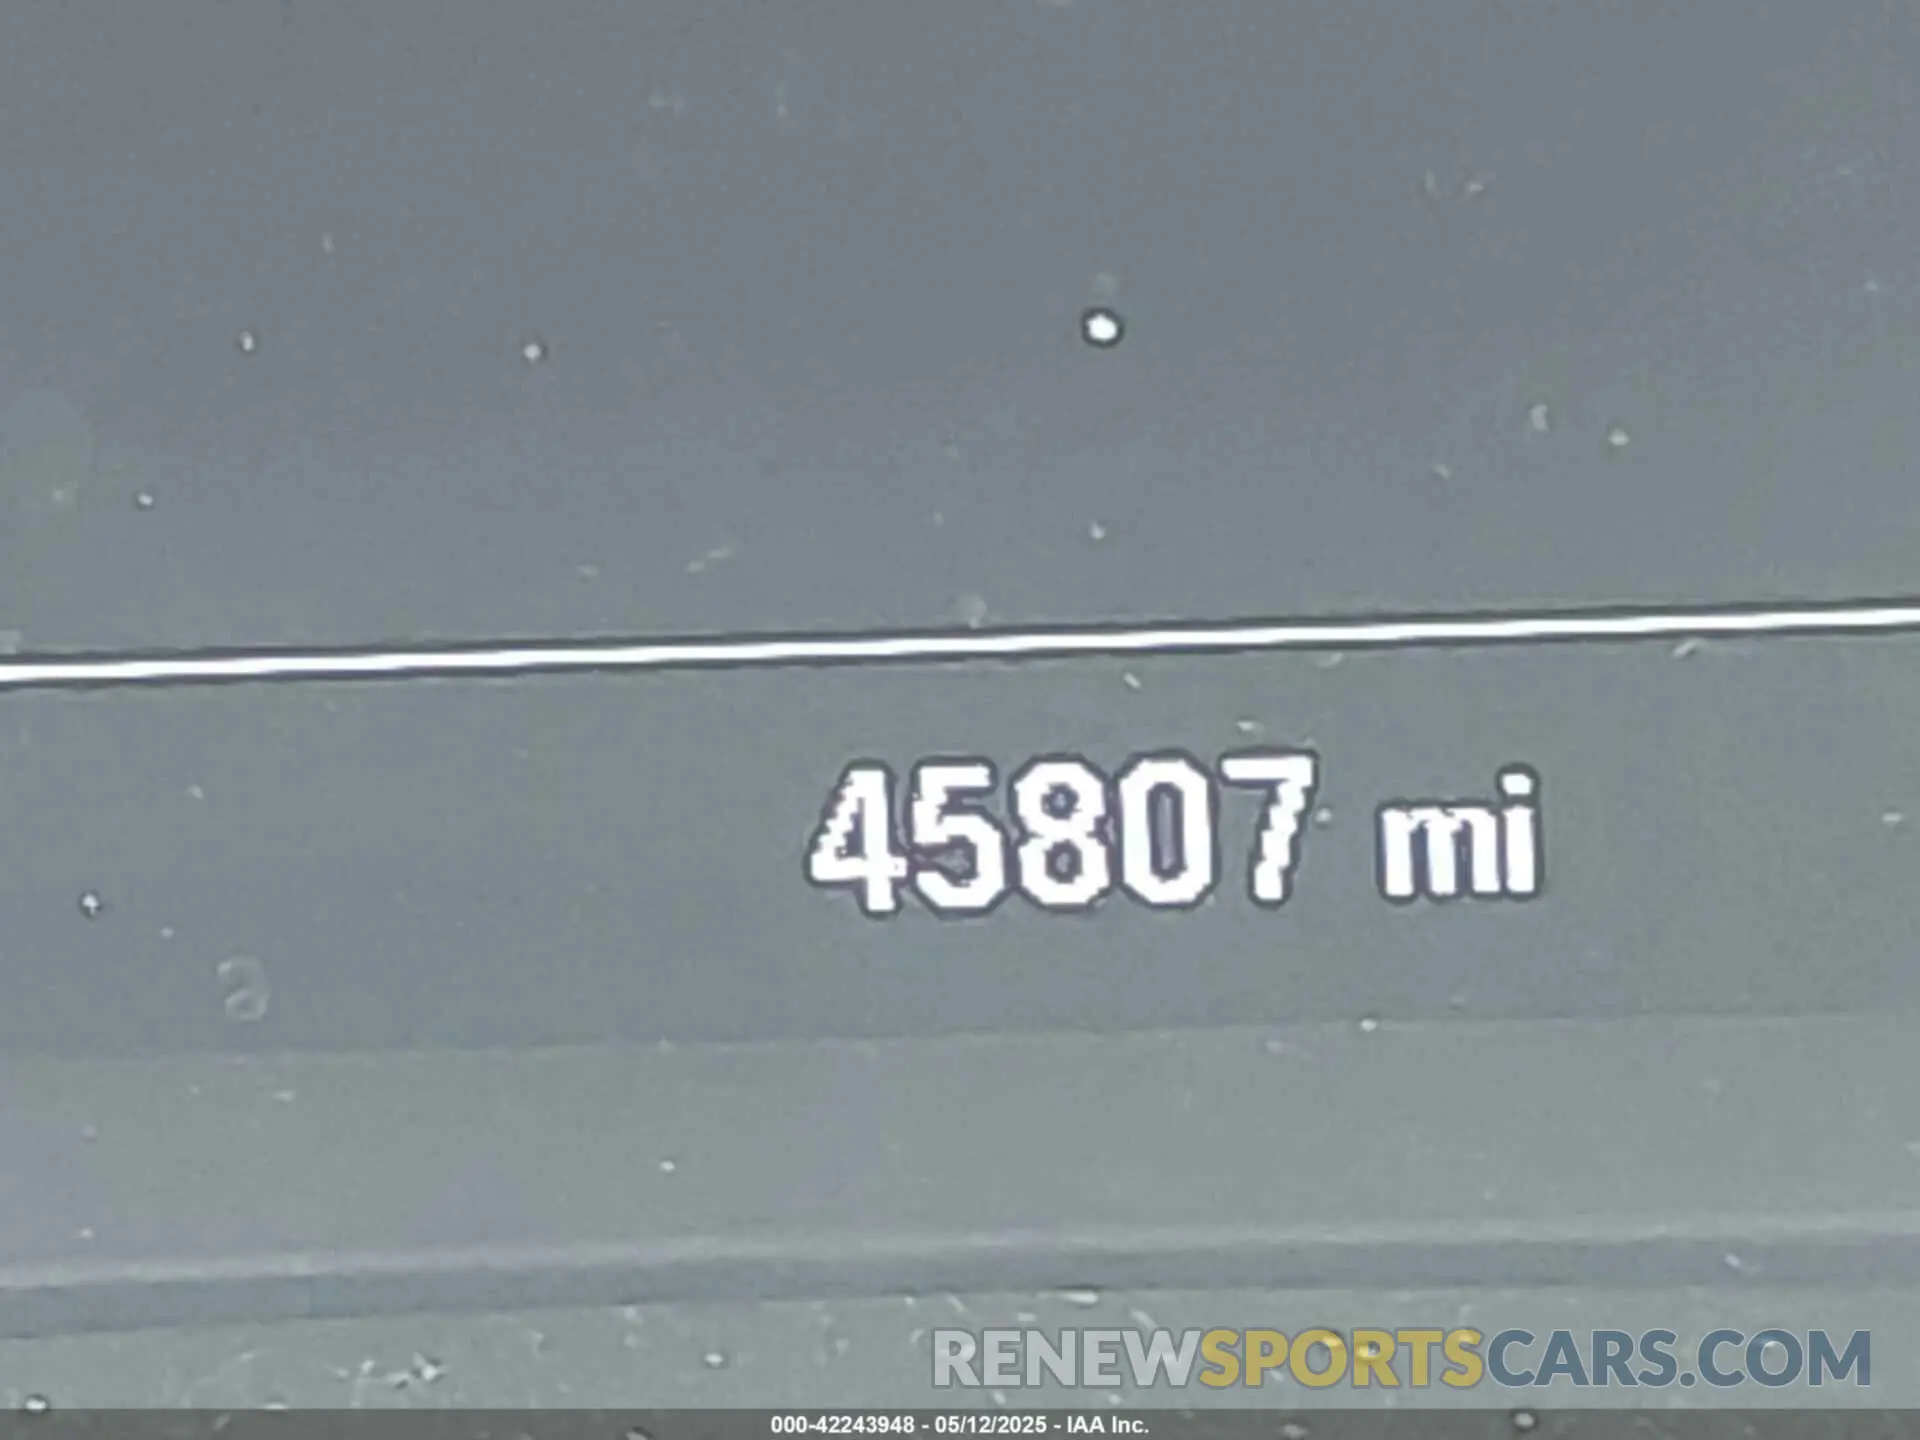 45807 mi
RENEWSPORTSCARS.COM
000-42243948 - 05/12/2025 - IAA Inc.